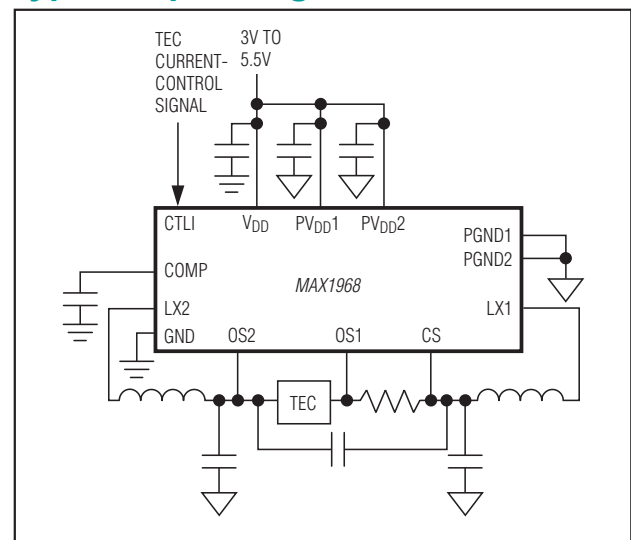 TEC
CURRENT-
CONTROL
SIGNAL
3V TO
5.5V
CTLI
VDD
PVDD1
PVDD2
PGND1
PGND2
COMP
MAX1968
LX2
LX1
GND
OS2
OS1
CS
TEC